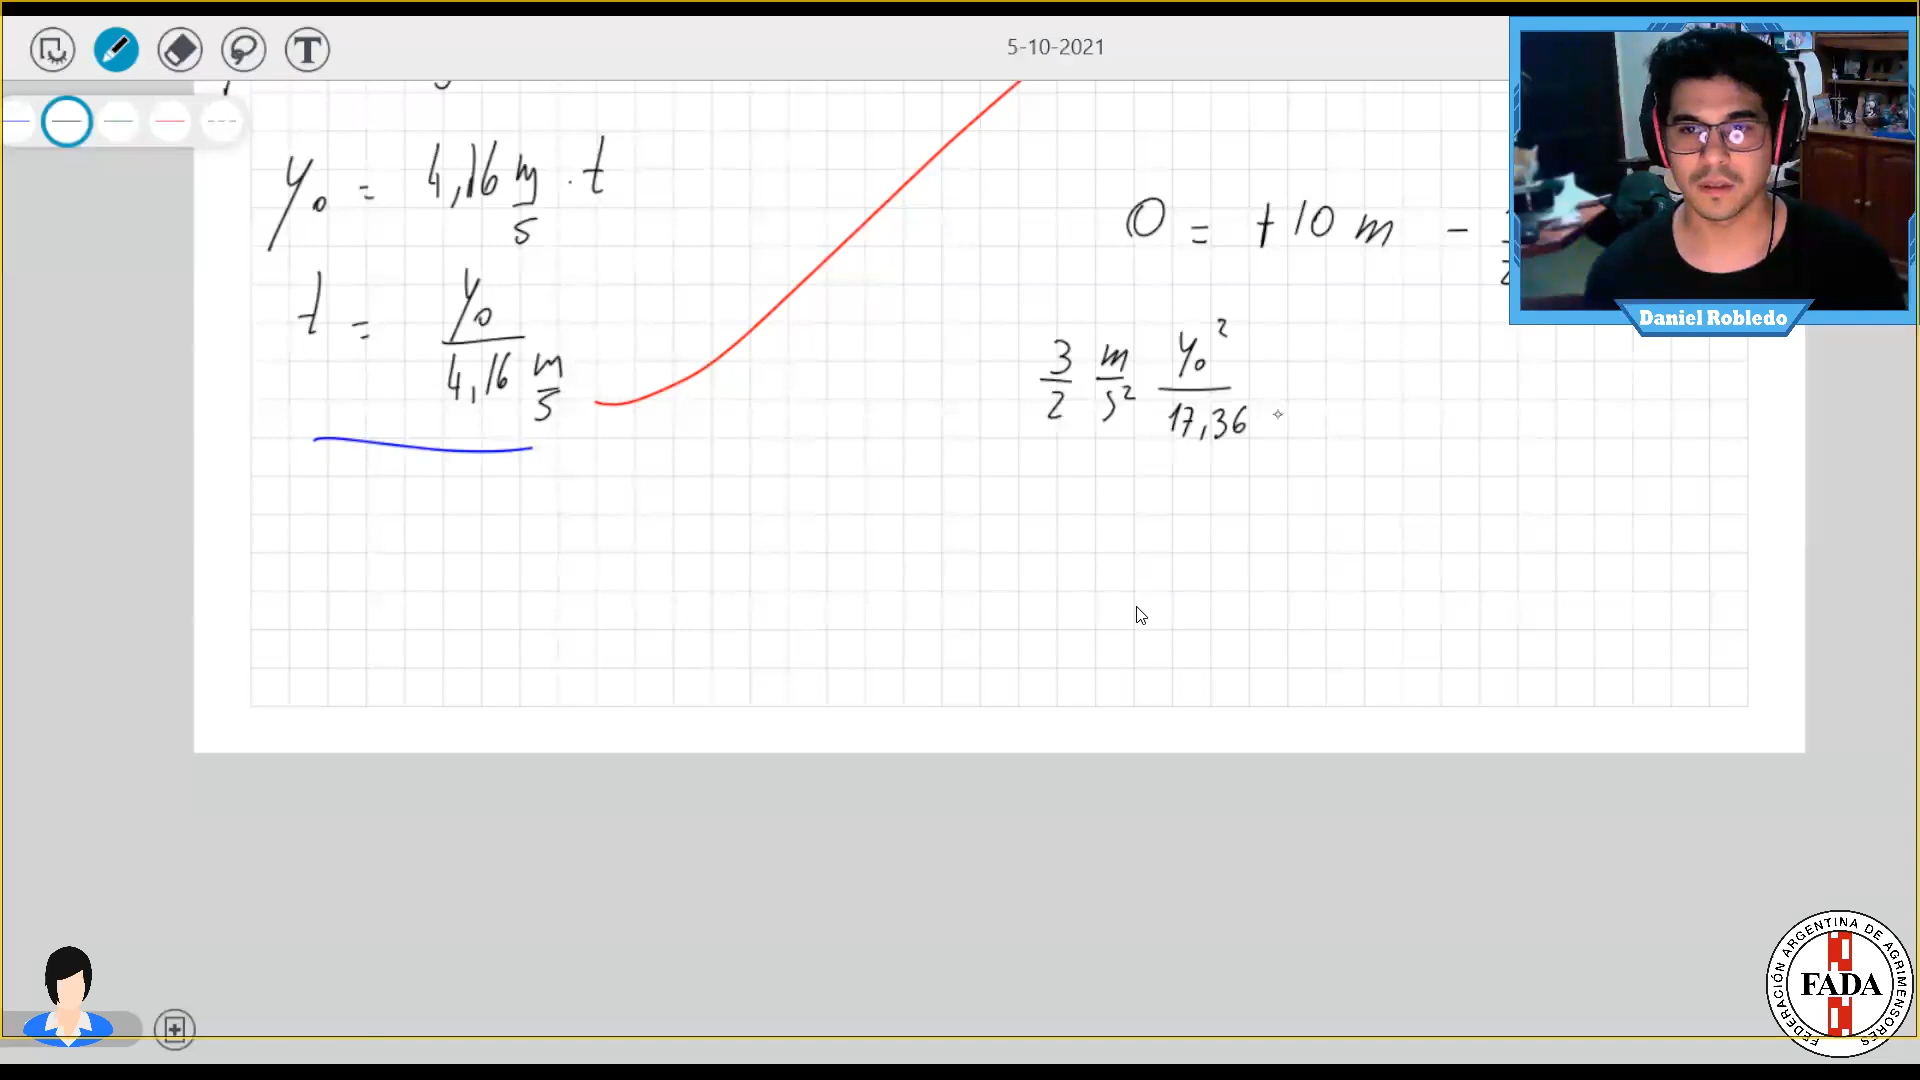 T
5-10-2021
y₀ = 4,16 m/s · t
t = y₀ / 4,16 m/s
0 = +10 m -
3/2 m/s² y₀² / 17,36
Daniel Robledo
FEDERACIÓN ARGENTINA DE AGRIMENSORES
FADA